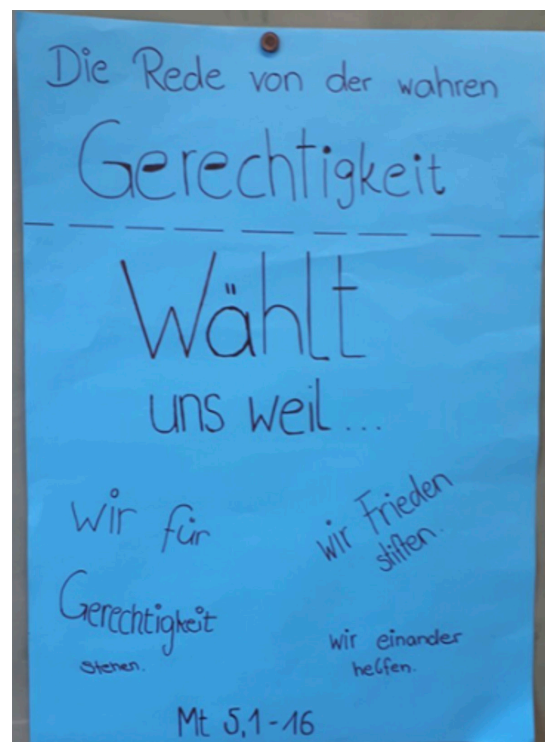 Die Rede von der wahren
Gerechtigkeit
Wählt
uns weil...
wir für
Gerechtigkeit
stehen.
wir Frieden
stiften.
wir einander
helfen.
Mt 5,1-16